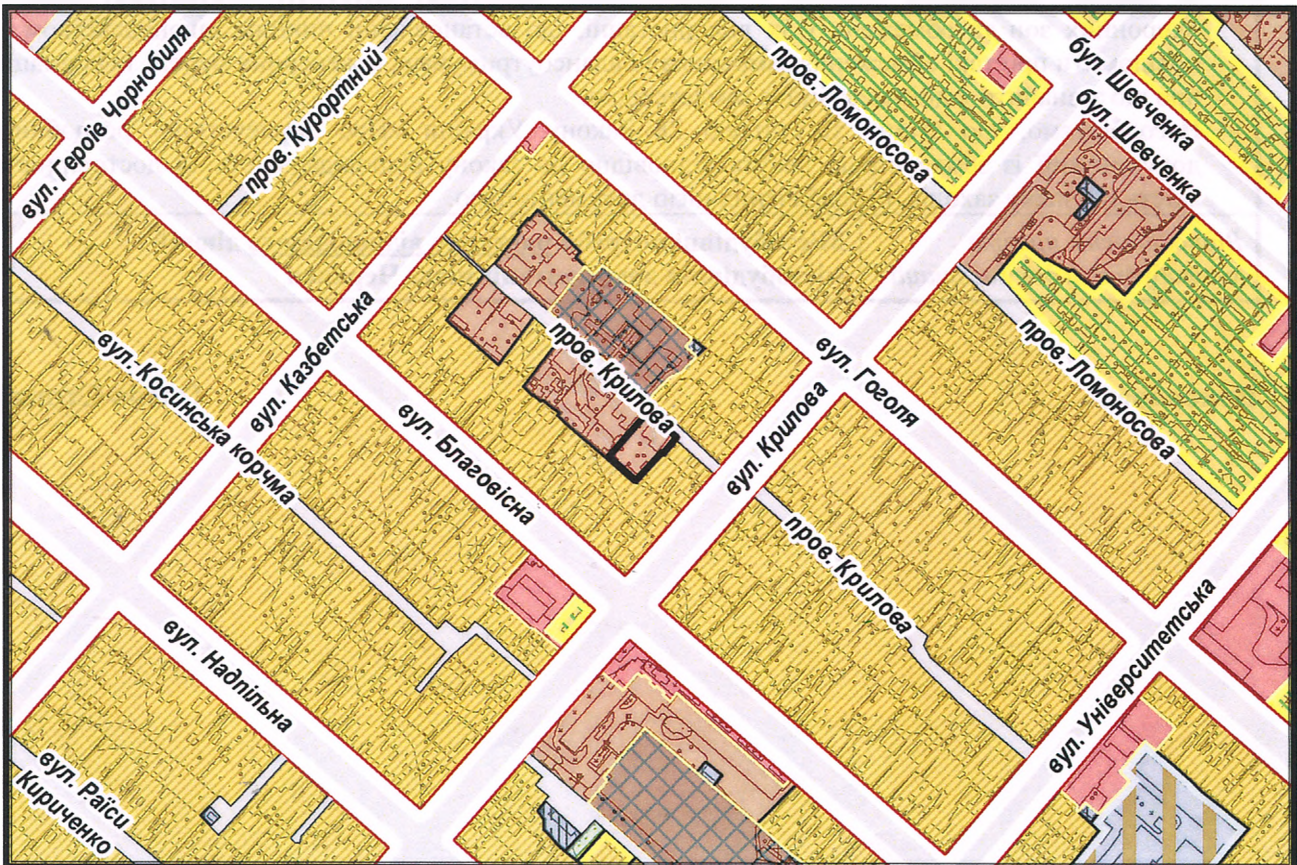 бул. Шевченка
бул. Шевченка
пров. Ломоносова
вул. Героїв Чорнобиля
пров. Курортний
вул. Казбетська
вул. Косинська корчма
пров. Крилова
вул. Гоголя
вул. Крилова
пров. Ломоносова
вул. Благовісна
пров. Крилова
вул. Університетська
вул. Надпільна
вул. Раїси
Кириченко